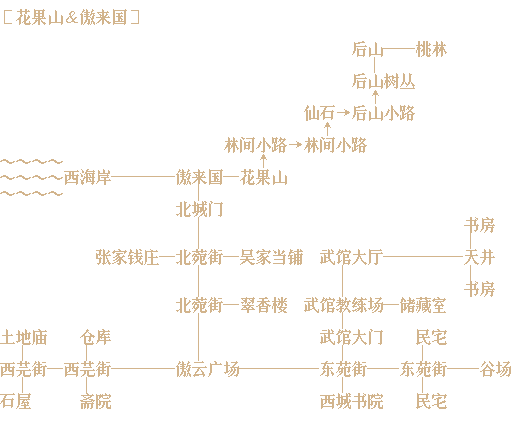 ［花果山＆傲来国］
后山 桃林
后山树丛
仙石 后山小路
林间小路 林间小路
西海岸 傲来国 花果山
北城门
书房
张家钱庄 北苑街 吴家当铺 武馆大厅 天井
书房
北苑街 翠香楼 武馆教练场 储藏室
土地庙 仓库 武馆大门 民宅
西芫街 西芫街 傲云广场 东苑街 东苑街 谷场
石屋 斋院 西城书院 民宅